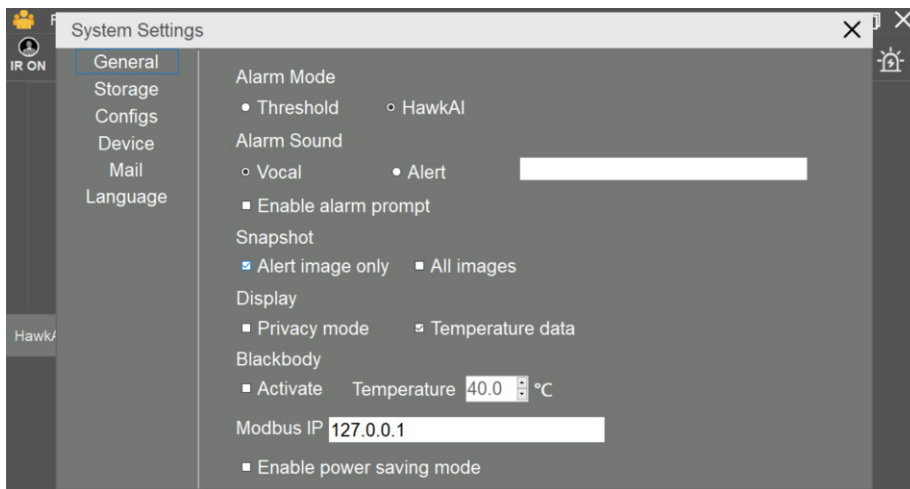 System Settings
IR ON
General
Storage
Configs
Device
Mail
Language
Alarm Mode
Threshold HawkAI
Alarm Sound
Vocal Alert
Enable alarm prompt
Snapshot
Alert image only All images
Display
Privacy mode Temperature data
Blackbody
Activate Temperature 40.0 °C
Modbus IP 127.0.0.1
Enable power saving mode